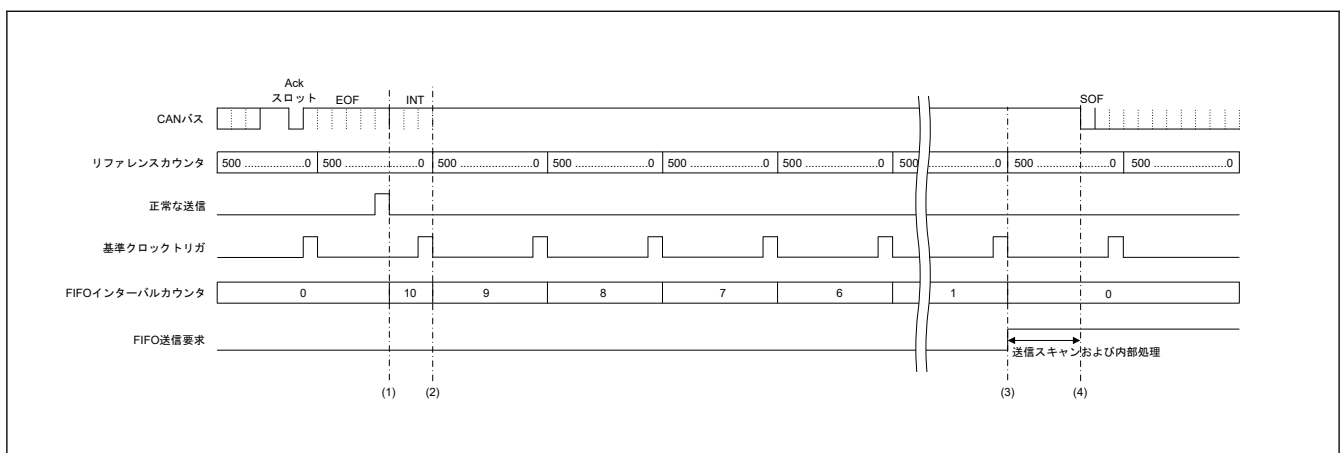 Ack
スロット EOF INT SOF
CANバス
リファレンスカウンタ 500 ..................0 500 ......................0 500 ......................0 500 ......................0 500 ......................0 500 ......................0 500 0 500 ......................0 500 ......................0
正常な送信
基準クロックトリガ
FIFOインターバルカウンタ 0 10 9 8 7 6 1 0
FIFO送信要求
送信スキャンおよび内部処理
(1) (2) (3) (4)